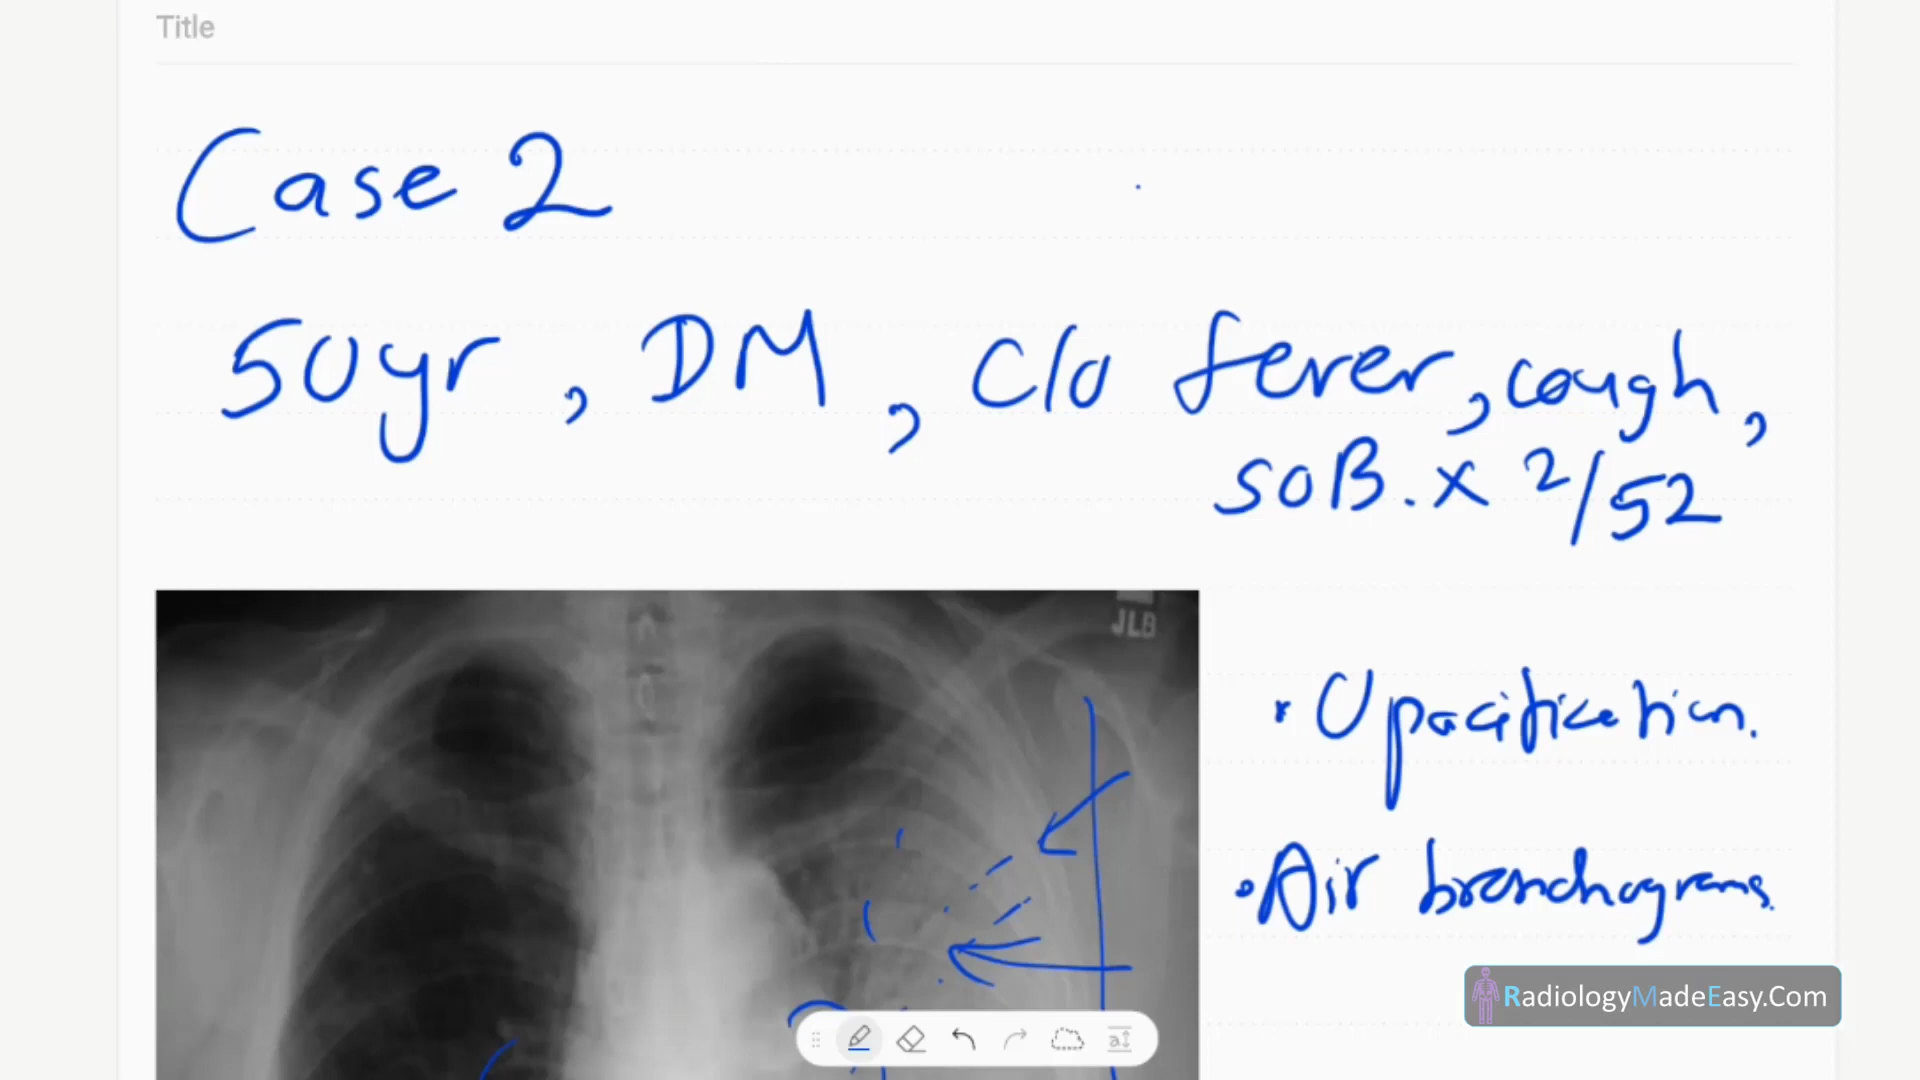 Title
Case 2
50yr, DM, c/o fever, cough,
SOB. x 2/52
JLB
• Opacification.
• Air bronchograms.
RadiologyMadeEasy.Com